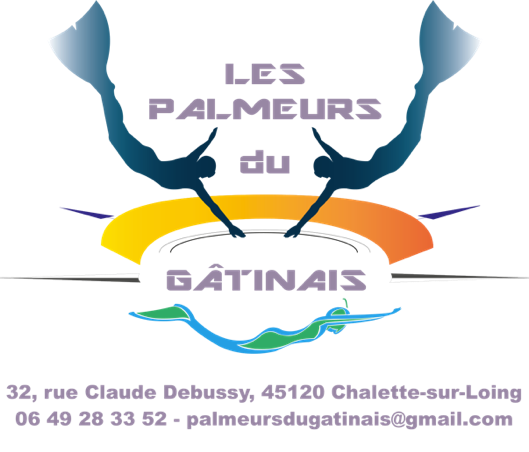 LES
PALMEURS
du
GÂTINAIS
32, rue Claude Debussy, 45120 Chalette-sur-Loing
06 49 28 33 52 - palmeursdugatinais@gmail.com